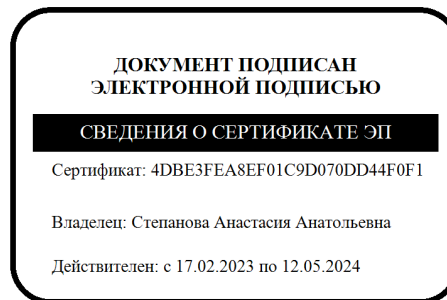 ДОКУМЕНТ ПОДПИСАН
ЭЛЕКТРОННОЙ ПОДПИСЬЮ
СВЕДЕНИЯ О СЕРТИФИКАТЕ ЭП
Сертификат: 4DBE3FEA8EF01C9D070DD44F0F1
Владелец: Степанова Анастасия Анатольевна
Действителен: с 17.02.2023 по 12.05.2024